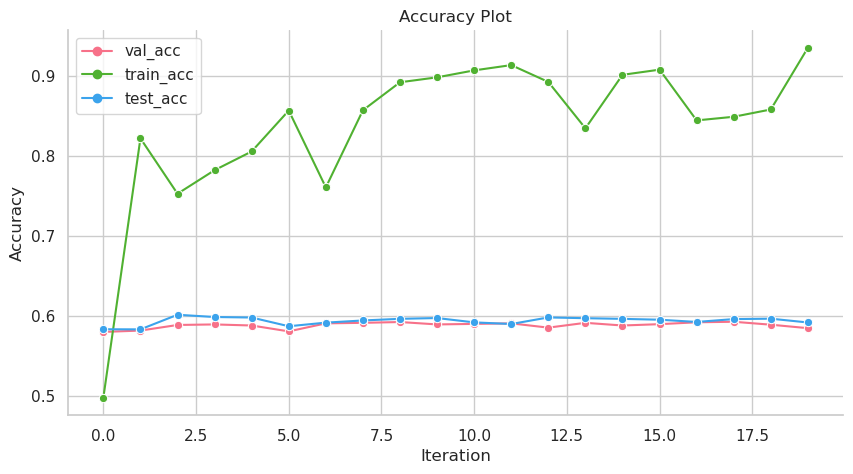 Accuracy Plot
val_acc
train_acc
test_acc
0.9
0.8
0.7
0.6
0.5
Accuracy
0.0 2.5 5.0 7.5 10.0 12.5 15.0 17.5
Iteration